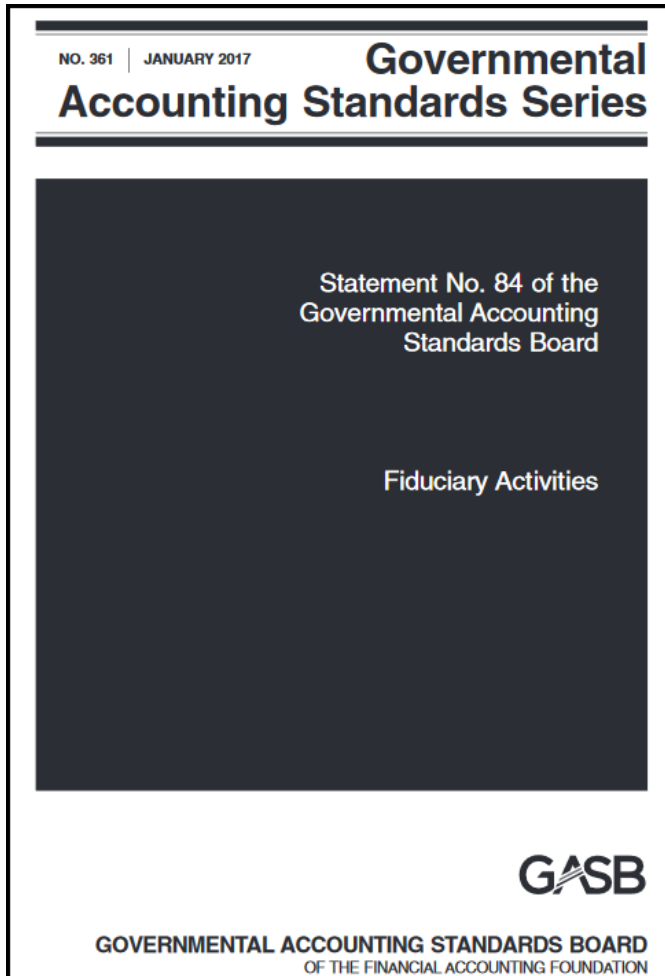 NO. 361 | JANUARY 2017
Governmental
Accounting Standards Series
Statement No. 84 of the
Governmental Accounting
Standards Board
Fiduciary Activities
GASB
GOVERNMENTAL ACCOUNTING STANDARDS BOARD
OF THE FINANCIAL ACCOUNTING FOUNDATION